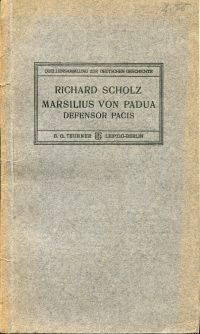 QUELLENSAMMLUNG ZUR DEUTSCHEN GESCHICHTE
RICHARD SCHOLZ
MARSILIUS VON PADUA
DEFENSOR PACIS
B. G. TEUBNER LEIPZIG-BERLIN